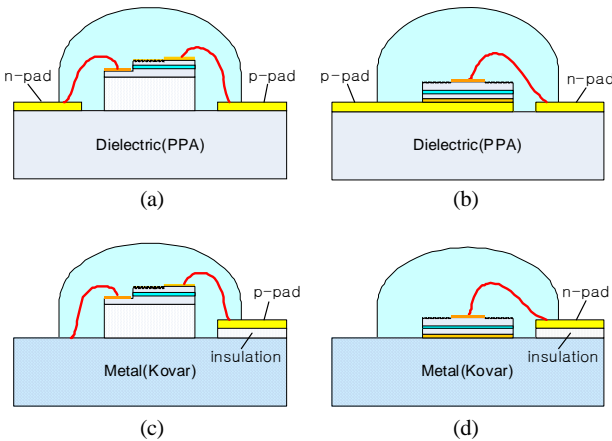 n-pad
p-pad
Dielectric(PPA)
(a)
p-pad
n-pad
Dielectric(PPA)
(b)
p-pad
insulation
Metal(Kovar)
(c)
n-pad
insulation
Metal(Kovar)
(d)